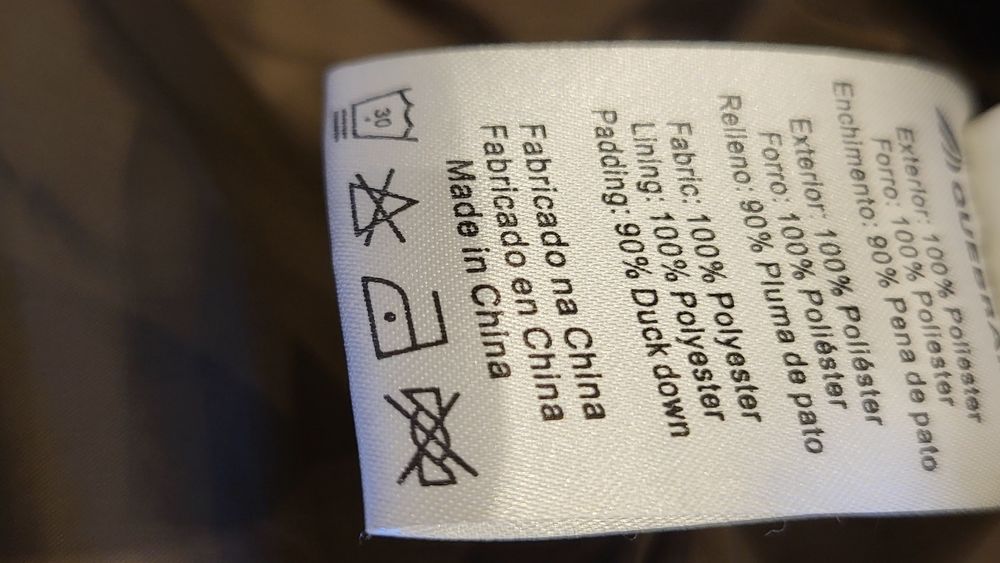 Exterior: 100% Poliéster
Forro: 100% Poliéster
Enchimento: 90% Pena de pato
Exterior: 100% Poliéster
Forro: 100% Poliéster
Relleno: 90% Pluma de pato
Fabric: 100% Polyester
Lining: 100% Polyester
Padding: 90% Duck down
Fabricado na China
Fabricado en China
Made in China
30